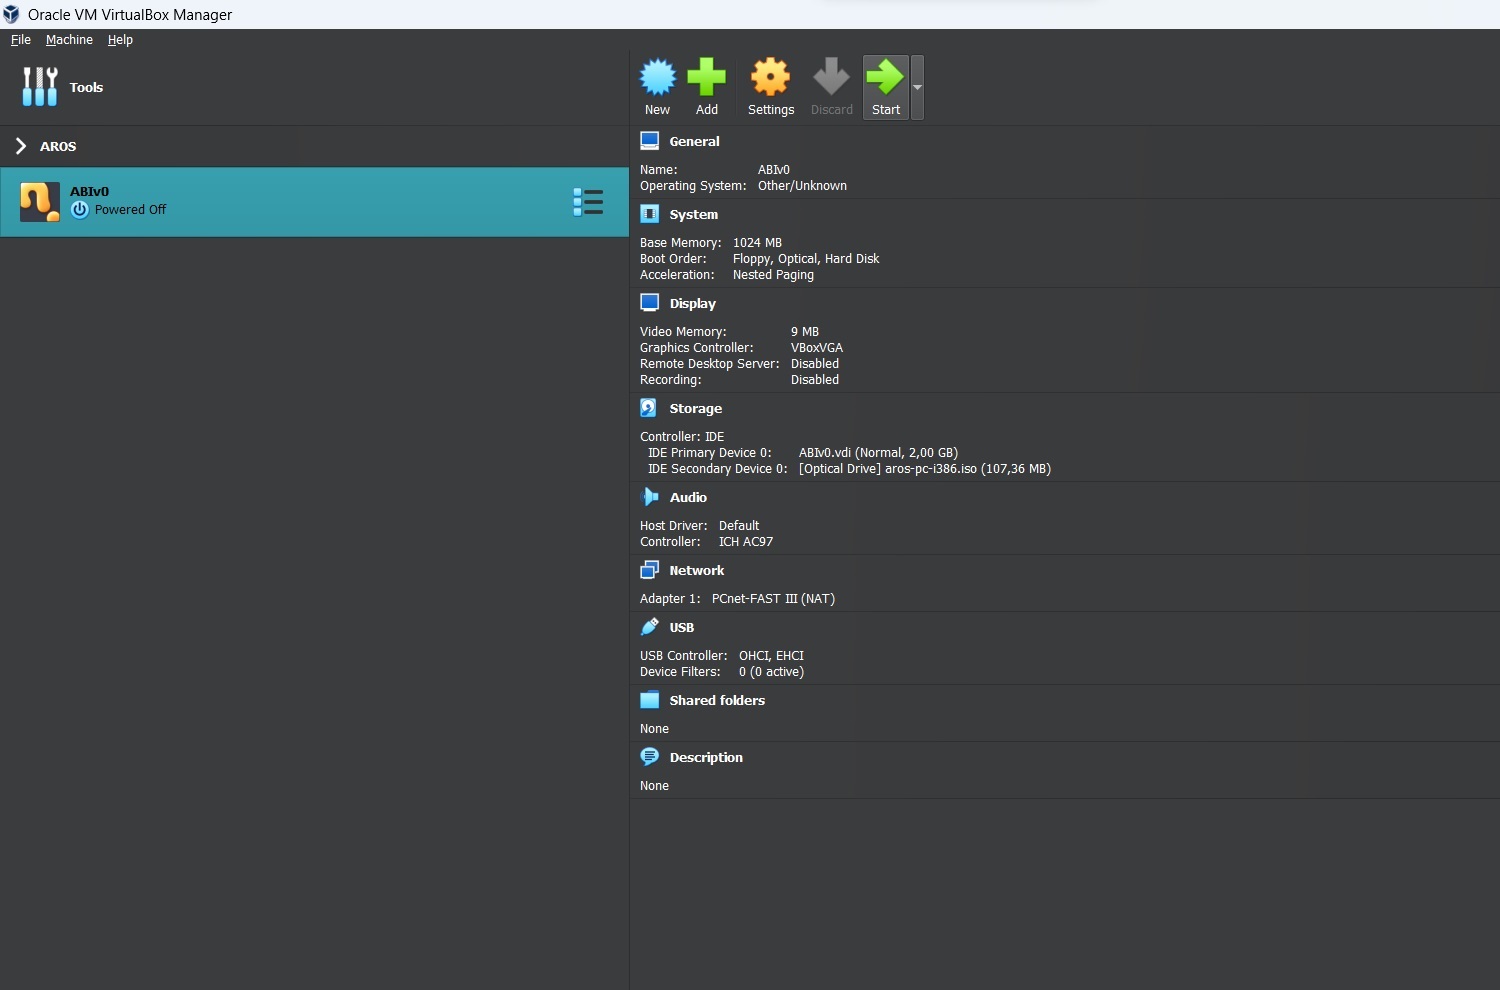 Oracle VM VirtualBox Manager
File Machine Help
Tools
New Add Settings Discard Start
AROS
ABIv0
Powered Off
General
Name: ABIv0
Operating System: Other/Unknown
System
Base Memory: 1024 MB
Boot Order: Floppy, Optical, Hard Disk
Acceleration: Nested Paging
Display
Video Memory: 9 MB
Graphics Controller: VBoxVGA
Remote Desktop Server: Disabled
Recording: Disabled
Storage
Controller: IDE
IDE Primary Device 0: ABIv0.vdi (Normal, 2,00 GB)
IDE Secondary Device 0: [Optical Drive] aros-pc-i386.iso (107,36 MB)
Audio
Host Driver: Default
Controller: ICH AC97
Network
Adapter 1: PCnet-FAST III (NAT)
USB
USB Controller: OHCI, EHCI
Device Filters: 0 (0 active)
Shared folders
None
Description
None